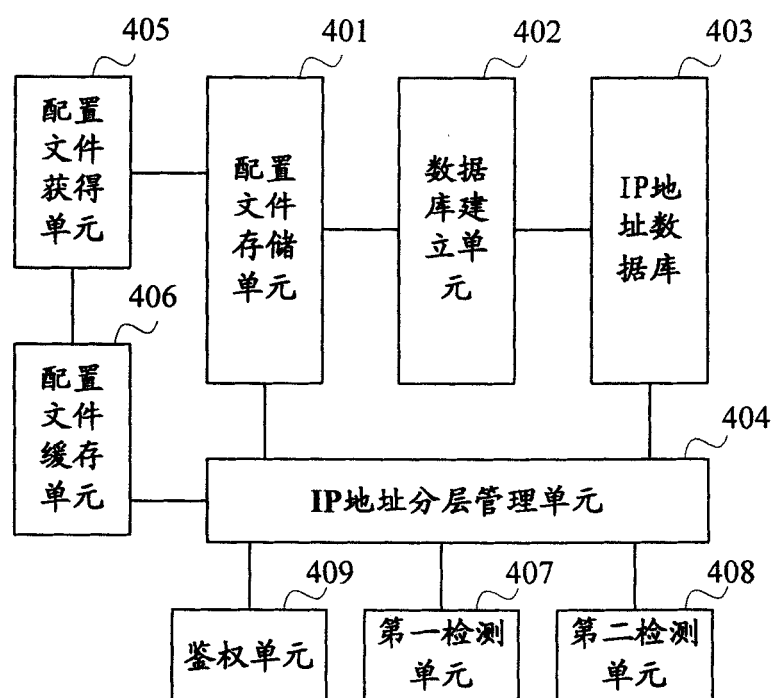 405
401
402
403
配置
文件
获得
单元
配置
文件
存储
单元
数据
库建
立单
元
IP地
址数
据库
406
配置
文件
缓存
单元
404
IP地址分层管理单元
409
407
408
鉴权单元
第一检测
单元
第二检测
单元